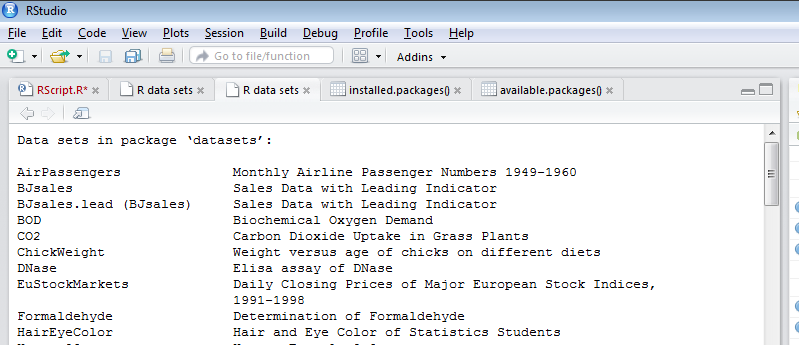 RStudio
File Edit Code View Plots Session Build Debug Profile Tools Help
Go to file/function Addins
RScript.R* R data sets R data sets installed.packages() available.packages()
Data sets in package ‘datasets’:
AirPassengers Monthly Airline Passenger Numbers 1949-1960
BJsales Sales Data with Leading Indicator
BJsales.lead (BJsales) Sales Data with Leading Indicator
BOD Biochemical Oxygen Demand
CO2 Carbon Dioxide Uptake in Grass Plants
ChickWeight Weight versus age of chicks on different diets
DNase Elisa assay of DNase
EuStockMarkets Daily Closing Prices of Major European Stock Indices,
1991-1998
Formaldehyde Determination of Formaldehyde
HairEyeColor Hair and Eye Color of Statistics Students